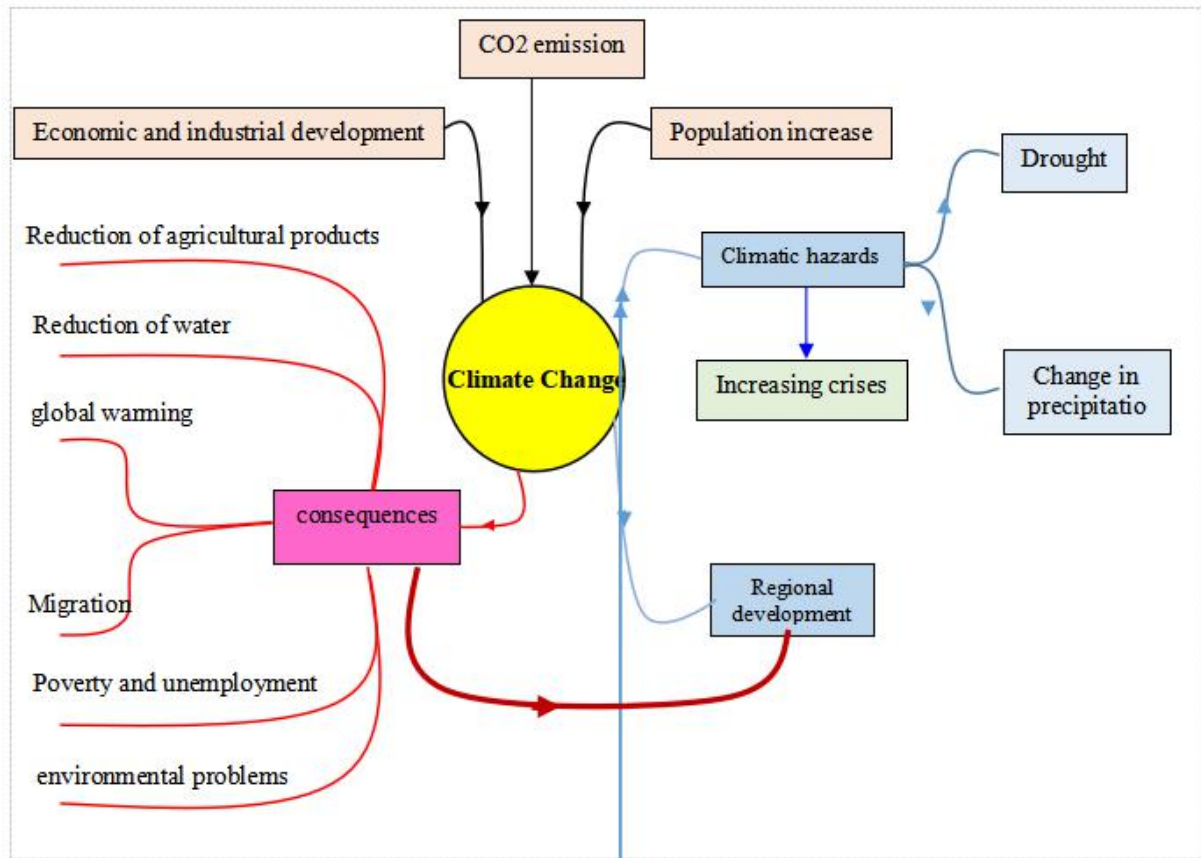 CO2 emission
Economic and industrial development
Population increase
Drought
Reduction of agricultural products
Climatic hazards
Reduction of water
Climate Change
Increasing crises
Change in
precipitatio
global warming
consequences
Migration
Regional
development
Poverty and unemployment
environmental problems